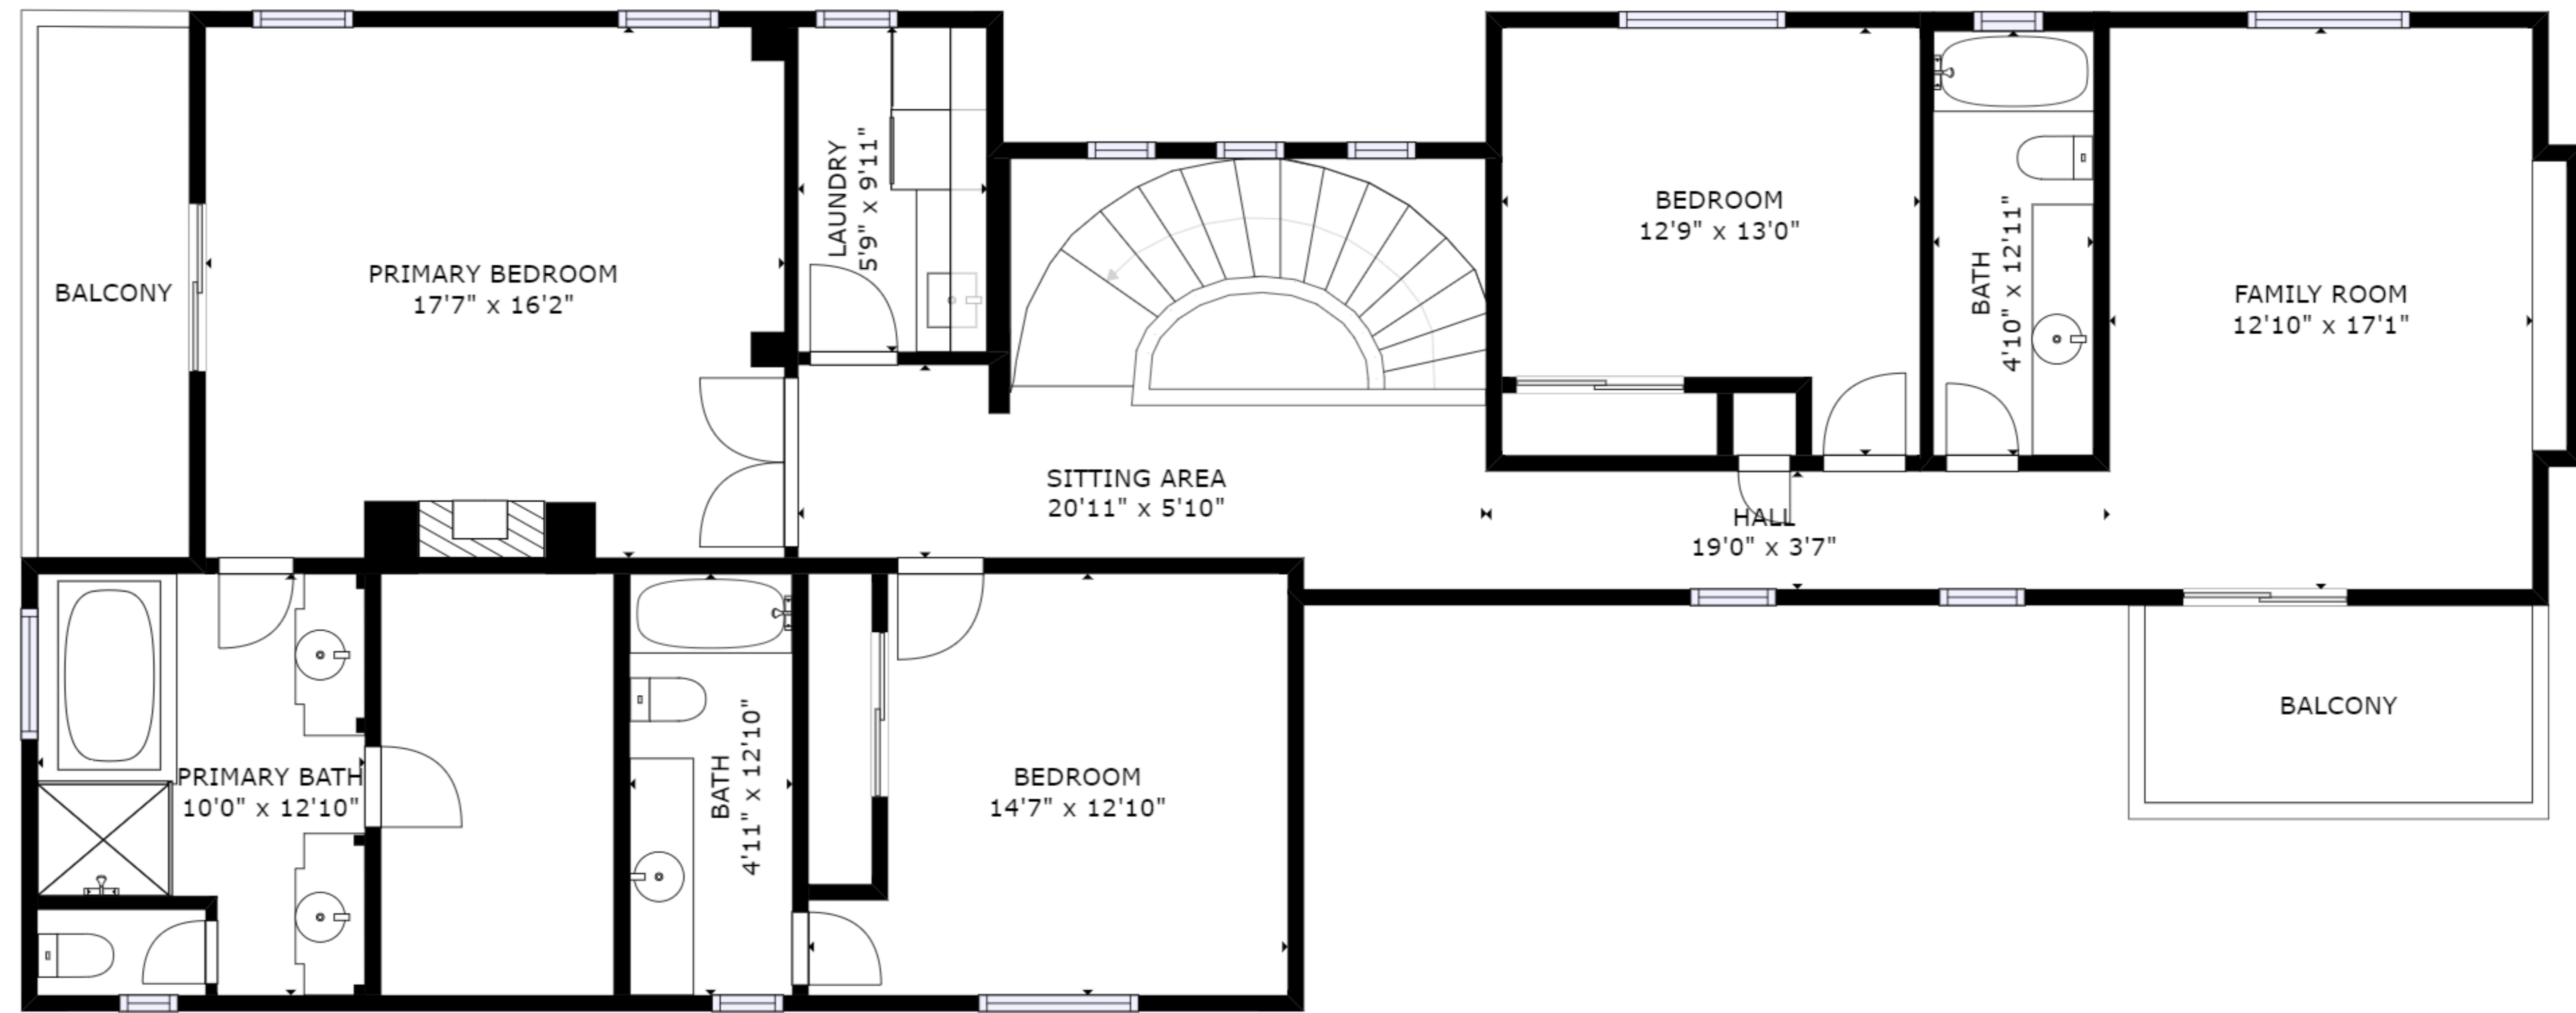 BALCONY
PRIMARY BEDROOM
17'7" x 16'2"
LAUNDRY
5'9" x 9'11"
BEDROOM
12'9" x 13'0"
BATH
4'10" x 12'11"
FAMILY ROOM
12'10" x 17'1"
SITTING AREA
20'11" x 5'10"
HALL
19'0" x 3'7"
PRIMARY BATH
10'0" x 12'10"
BATH
4'11" x 12'10"
BEDROOM
14'7" x 12'10"
BALCONY